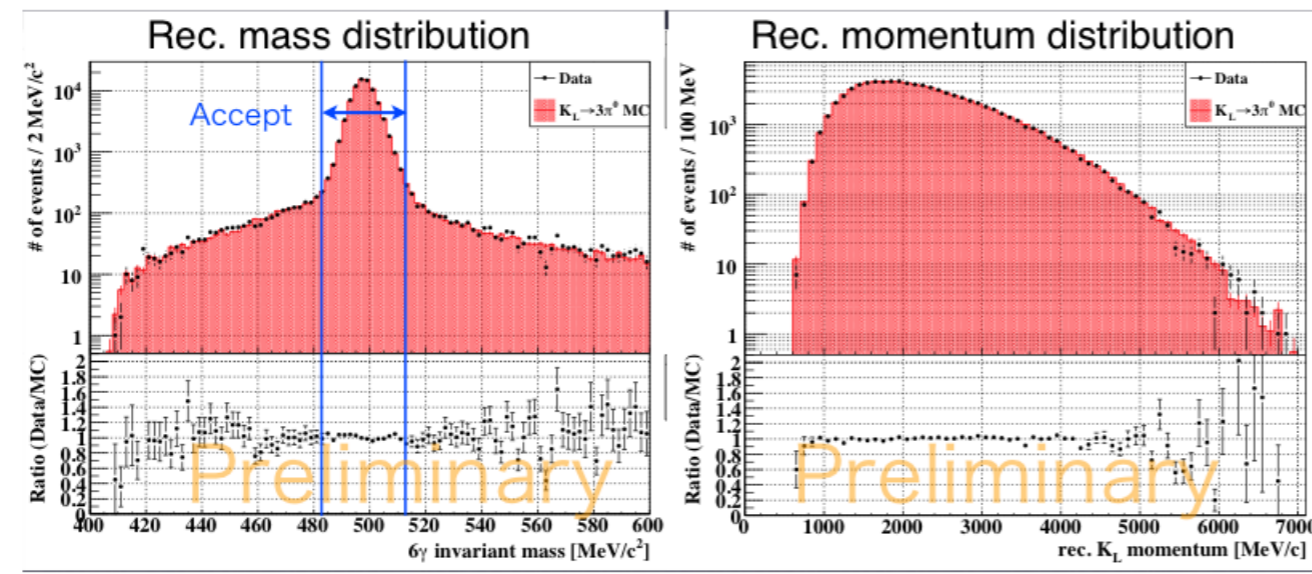 Rec. mass distribution
# of events / 2 MeV/c²
10⁴
10³
10²
10
1
Accept
Data
K_L→3π⁰ MC
Ratio (Data/MC)
2
1.8
1.6
1.4
1.2
1
0.8
0.6
0.4
0.2
0
Preliminary
400 420 440 460 480 500 520 540 560 580 600
6γ invariant mass [MeV/c²]
Rec. momentum distribution
# of events / 100 MeV
10³
10²
10
1
Data
K_L→3π⁰ MC
Ratio (Data/MC)
2
1.8
1.6
1.4
1.2
1
0.8
0.6
0.4
0.2
0
Preliminary
0 1000 2000 3000 4000 5000 6000 7000
rec. K_L momentum [MeV/c]